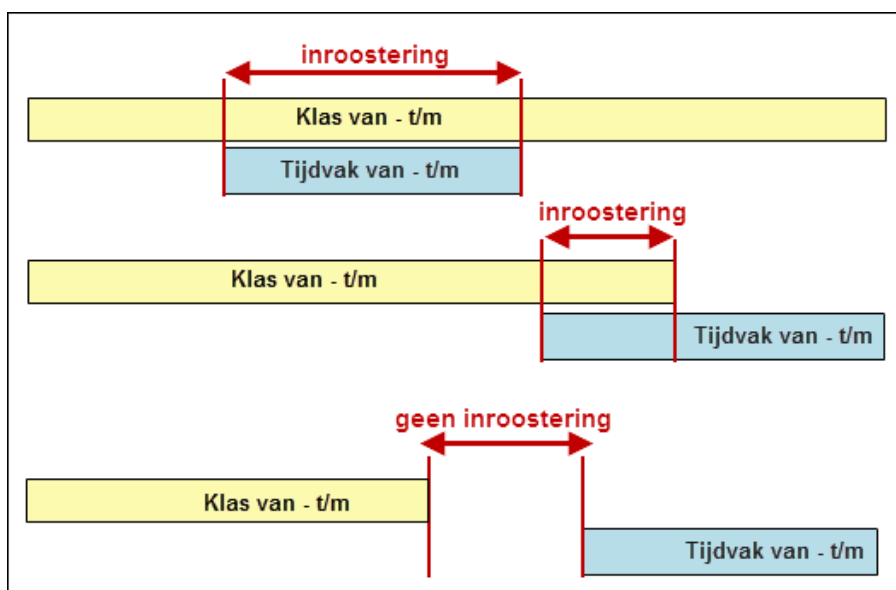 inroostering
Klas van - t/m
Tijdvak van - t/m
inroostering
Klas van - t/m
Tijdvak van - t/m
geen inroostering
Klas van - t/m
Tijdvak van - t/m